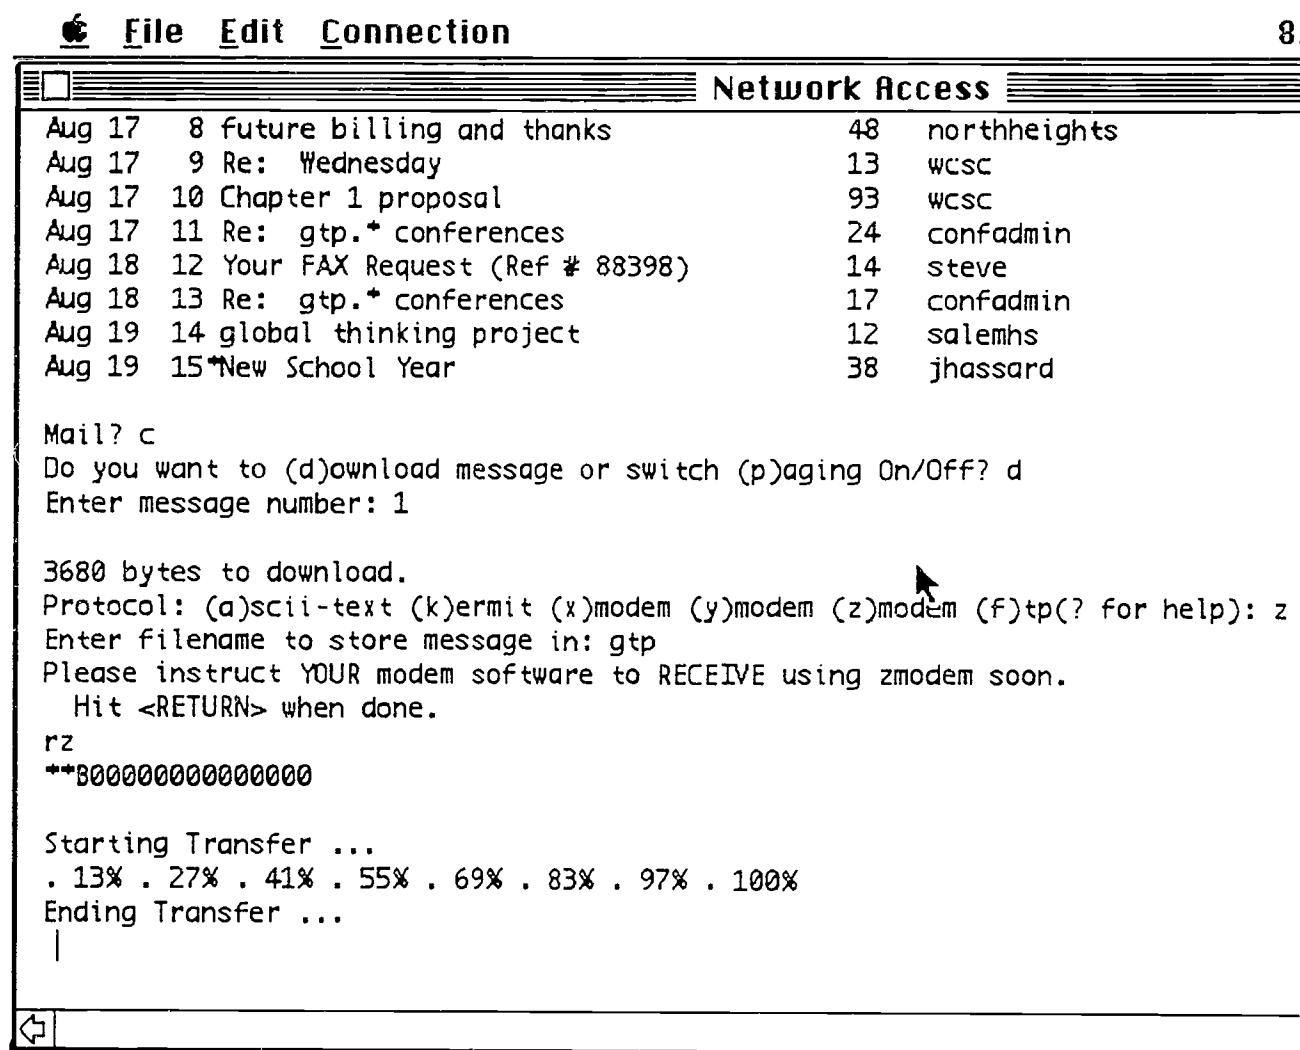 File Edit Connection 8
Network Access
Aug 17 8 future billing and thanks 48 northheights
Aug 17 9 Re: Wednesday 13 wcsc
Aug 17 10 Chapter 1 proposal 93 wcsc
Aug 17 11 Re: gtp.* conferences 24 confadmin
Aug 18 12 Your FAX Request (Ref # 88398) 14 steve
Aug 18 13 Re: gtp.* conferences 17 confadmin
Aug 19 14 global thinking project 12 salemhs
Aug 19 15*New School Year 38 jhassard
Mail? c
Do you want to (d)ownload message or switch (p)aging On/Off? d
Enter message number: 1
3680 bytes to download.
Protocol: (a)scii-text (k)ermit (x)modem (y)modem (z)modem (f)tp(? for help): z
Enter filename to store message in: gtp
Please instruct YOUR modem software to RECEIVE using zmodem soon.
Hit <RETURN> when done.
rz
**B00000000000000
Starting Transfer ...
. 13% . 27% . 41% . 55% . 69% . 83% . 97% . 100%
Ending Transfer ...